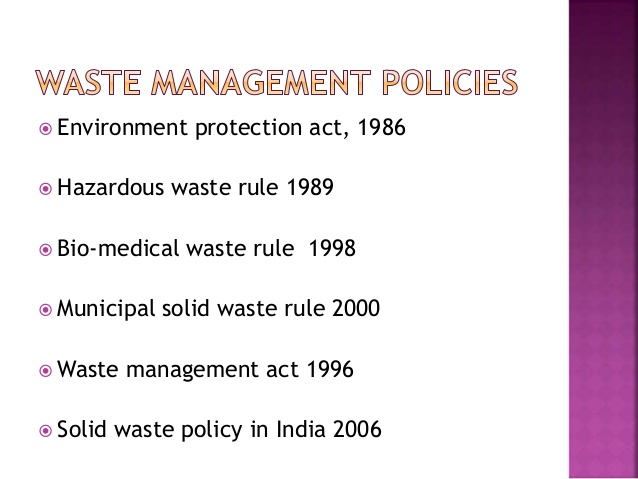 WASTE MANAGEMENT POLICIES
Environment protection act, 1986
Hazardous waste rule 1989
Bio-medical waste rule 1998
Municipal solid waste rule 2000
Waste management act 1996
Solid waste policy in India 2006